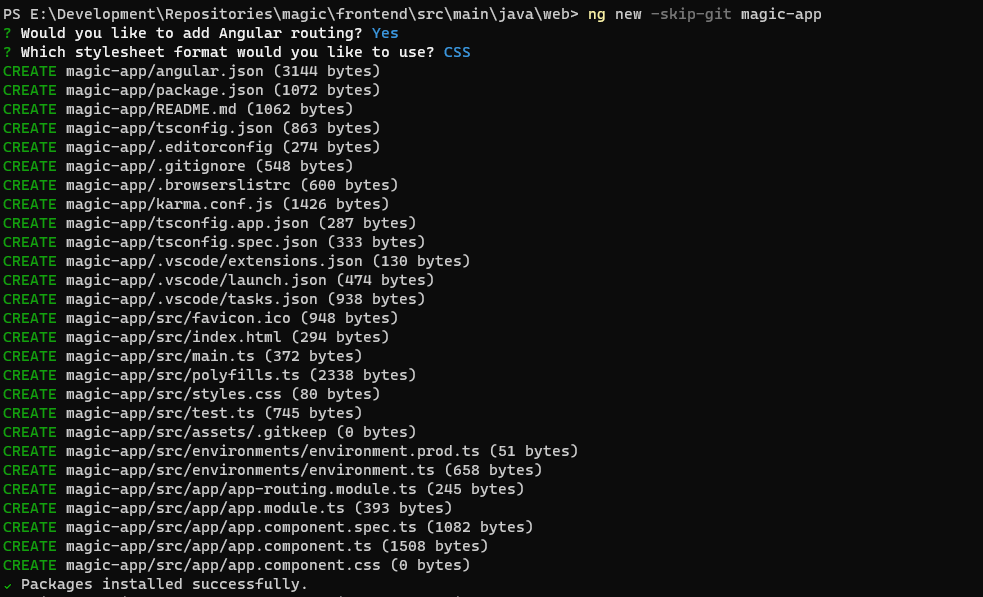 PS E:\Development\Repositories\magic\frontend\src\main\java\web> ng new -skip-git magic-app
? Would you like to add Angular routing? Yes
? Which stylesheet format would you like to use? CSS
CREATE magic-app/angular.json (3144 bytes)
CREATE magic-app/package.json (1072 bytes)
CREATE magic-app/README.md (1062 bytes)
CREATE magic-app/tsconfig.json (863 bytes)
CREATE magic-app/.editorconfig (274 bytes)
CREATE magic-app/.gitignore (548 bytes)
CREATE magic-app/.browserslistrc (600 bytes)
CREATE magic-app/karma.conf.js (1426 bytes)
CREATE magic-app/tsconfig.app.json (287 bytes)
CREATE magic-app/tsconfig.spec.json (333 bytes)
CREATE magic-app/.vscode/extensions.json (130 bytes)
CREATE magic-app/.vscode/launch.json (474 bytes)
CREATE magic-app/.vscode/tasks.json (938 bytes)
CREATE magic-app/src/favicon.ico (948 bytes)
CREATE magic-app/src/index.html (294 bytes)
CREATE magic-app/src/main.ts (372 bytes)
CREATE magic-app/src/polyfills.ts (2338 bytes)
CREATE magic-app/src/styles.css (80 bytes)
CREATE magic-app/src/test.ts (745 bytes)
CREATE magic-app/src/assets/.gitkeep (0 bytes)
CREATE magic-app/src/environments/environment.prod.ts (51 bytes)
CREATE magic-app/src/environments/environment.ts (658 bytes)
CREATE magic-app/src/app/app-routing.module.ts (245 bytes)
CREATE magic-app/src/app/app.module.ts (393 bytes)
CREATE magic-app/src/app/app.component.spec.ts (1082 bytes)
CREATE magic-app/src/app/app.component.ts (1508 bytes)
CREATE magic-app/src/app/app.component.css (0 bytes)
✓ Packages installed successfully.